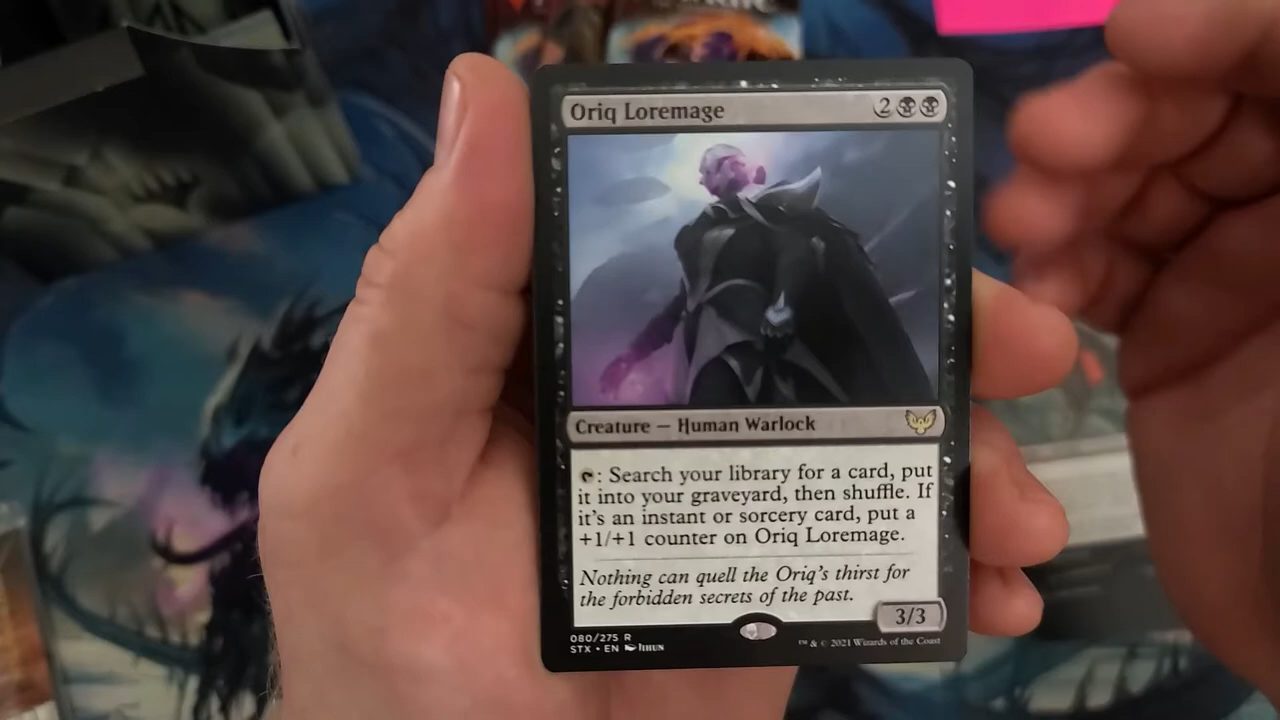 Oriq Loremage 2
Creature — Human Warlock
: Search your library for a card, put
it into your graveyard, then shuffle. If
it's an instant or sorcery card, put a
+1/+1 counter on Oriq Loremage.
Nothing can quell the Oriq's thirst for
the forbidden secrets of the past.
3/3
080/275 R
STX • EN JIHUN
™ & © 2021 Wizards of the Coast